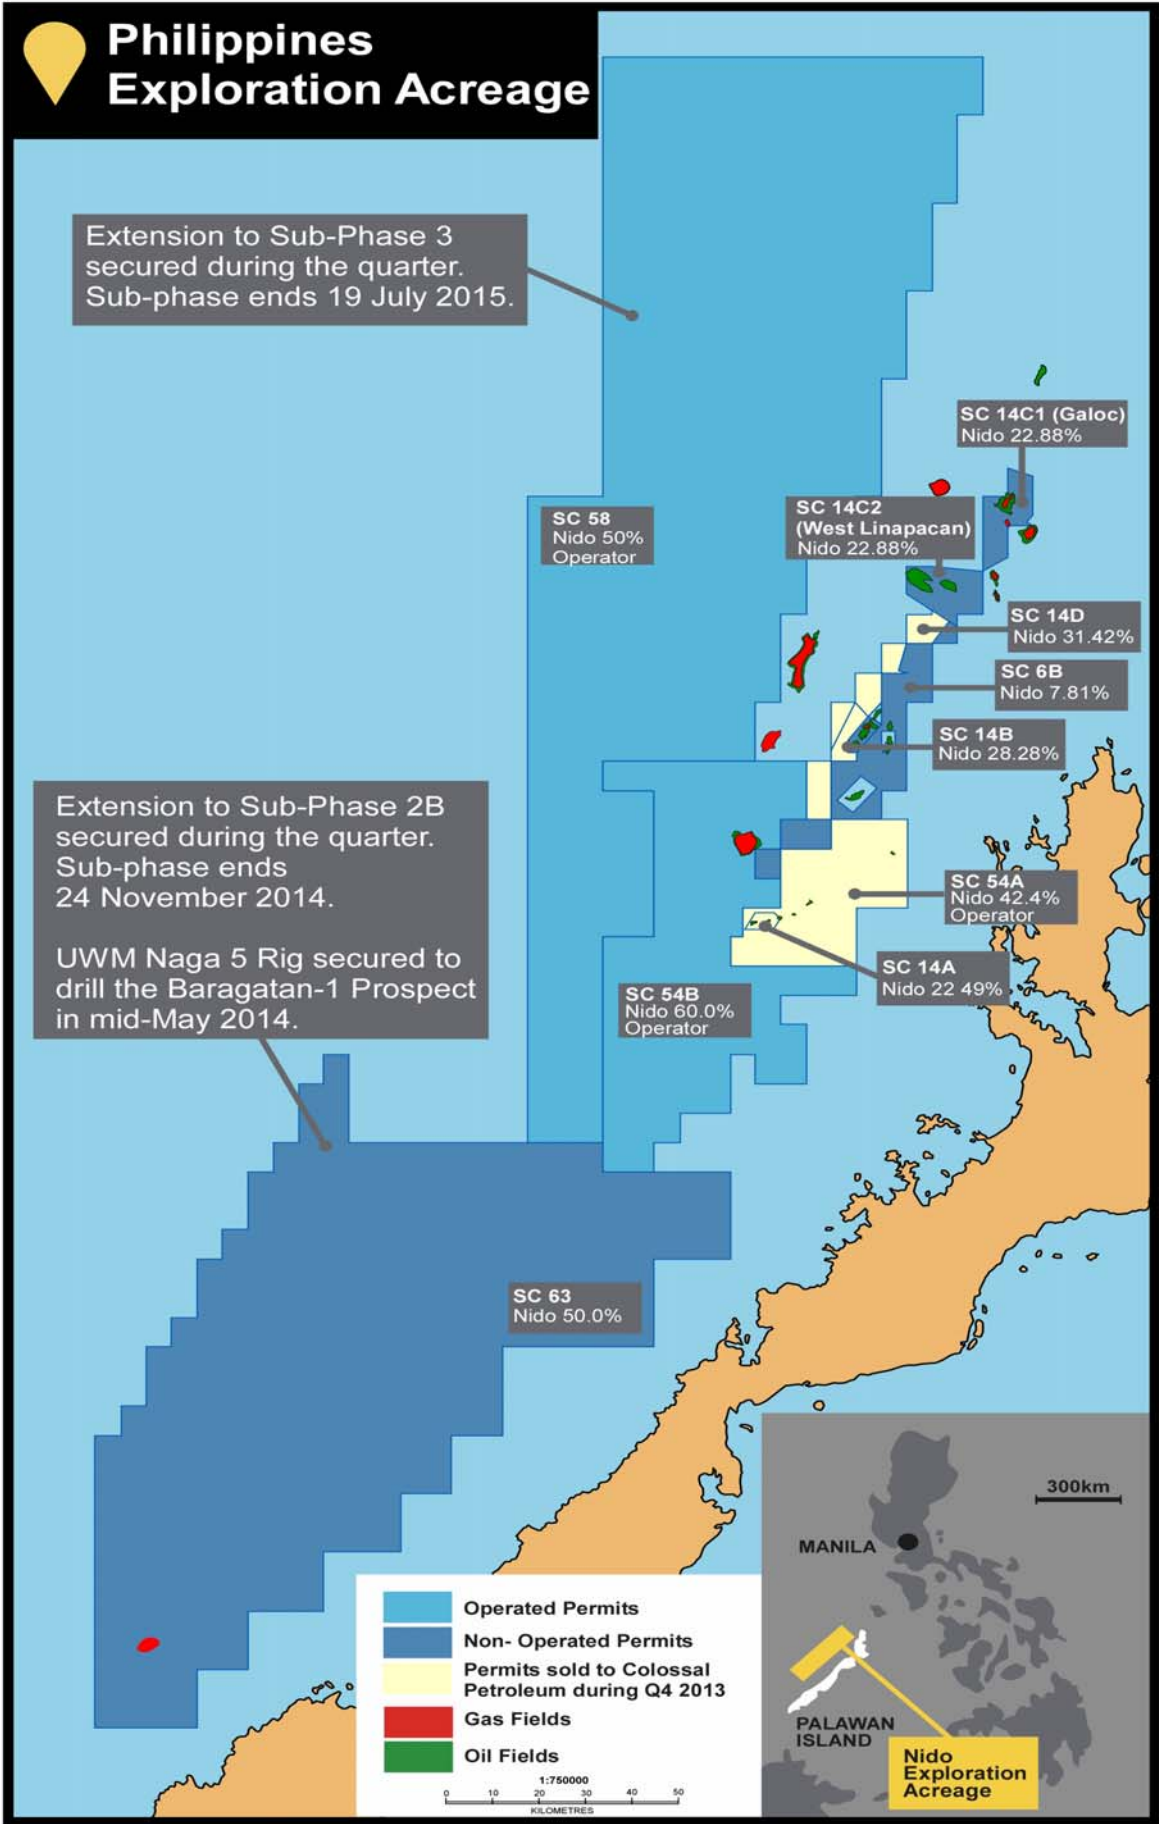 Philippines
Exploration Acreage
Extension to Sub-Phase 3
secured during the quarter.
Sub-phase ends 19 July 2015.
SC 14C1 (Galoc)
Nido 22.88%
SC 14C2
(West Linapacan)
Nido 22.88%
SC 58
Nido 50%
Operator
SC 14D
Nido 31.42%
SC 6B
Nido 7.81%
SC 14B
Nido 28.28%
Extension to Sub-Phase 2B
secured during the quarter.
Sub-phase ends
24 November 2014.
UWM Naga 5 Rig secured to
drill the Baragatan-1 Prospect
in mid-May 2014.
SC 54A
Nido 42.4%
Operator
SC 14A
Nido 22 49%
SC 54B
Nido 60.0%
Operator
SC 63
Nido 50.0%
Operated Permits
Non- Operated Permits
Permits sold to Colossal
Petroleum during Q4 2013
Gas Fields
Oil Fields
1:750000
0 10 20 30 40 50
KILOMETRES
300km
MANILA
PALAWAN
ISLAND
Nido
Exploration
Acreage